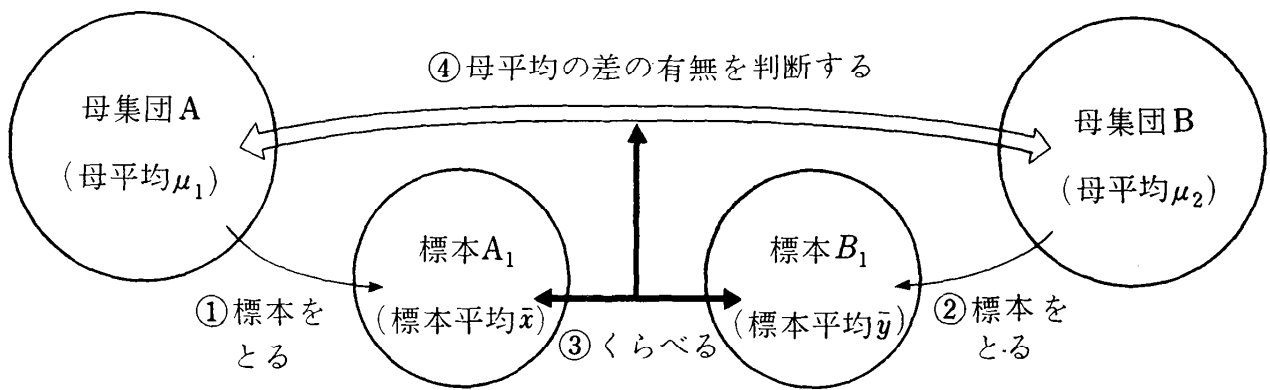 ④母平均の差の有無を判断する
母集団A
(母平均μ₁)
母集団B
(母平均μ₂)
標本A₁
(標本平均x̄)
標本B₁
(標本平均ȳ)
①標本を
とる
③くらべる
②標本を
とる